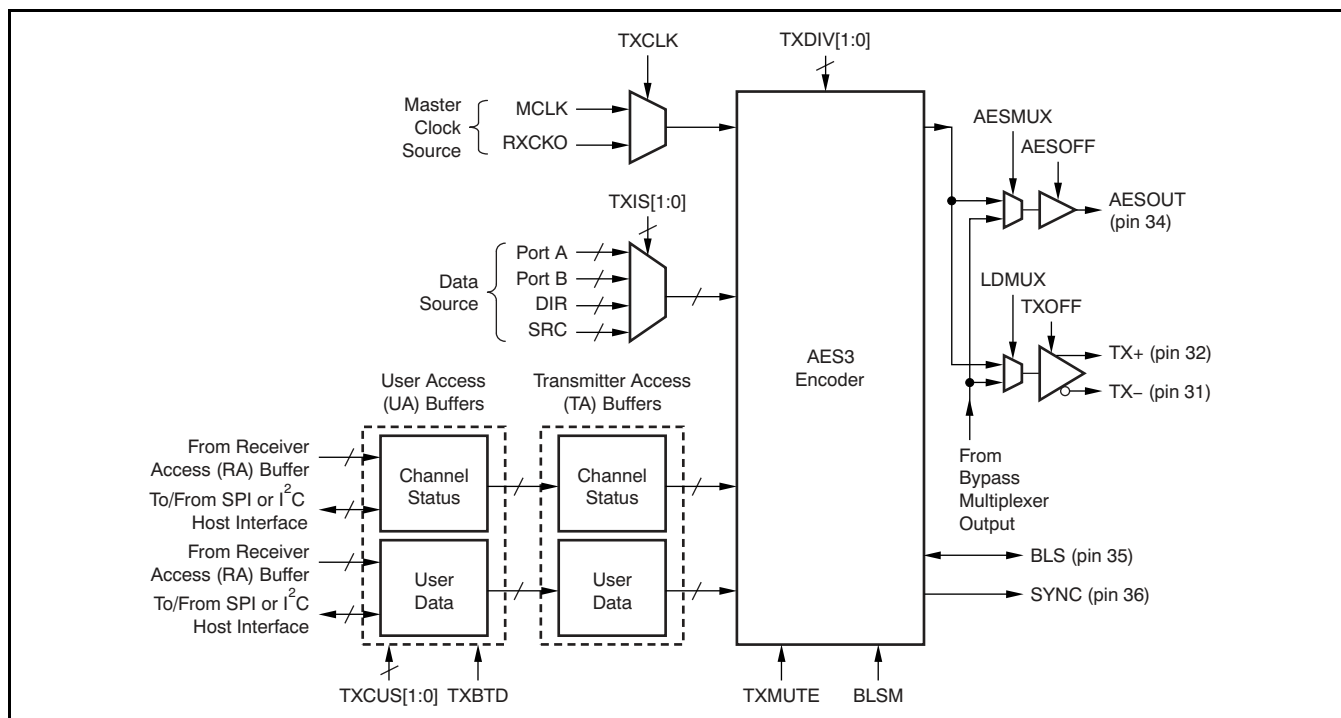 TXCLK
TXDIV[1:0]
Master
Clock
Source
MCLK
RXCKO
AESMUX
AESOFF
AESOUT
(pin 34)
TXIS[1:0]
Data
Source
Port A
Port B
DIR
SRC
LDMUX
TXOFF
TX+ (pin 32)
TX− (pin 31)
AES3
Encoder
User Access
(UA) Buffers
Transmitter Access
(TA) Buffers
From Receiver
Access (RA) Buffer
To/From SPI or I2C
Host Interface
Channel
Status
Channel
Status
From
Bypass
Multiplexer
Output
From Receiver
Access (RA) Buffer
To/From SPI or I2C
Host Interface
User
Data
User
Data
BLS (pin 35)
SYNC (pin 36)
TXCUS[1:0]
TXBTD
TXMUTE
BLSM